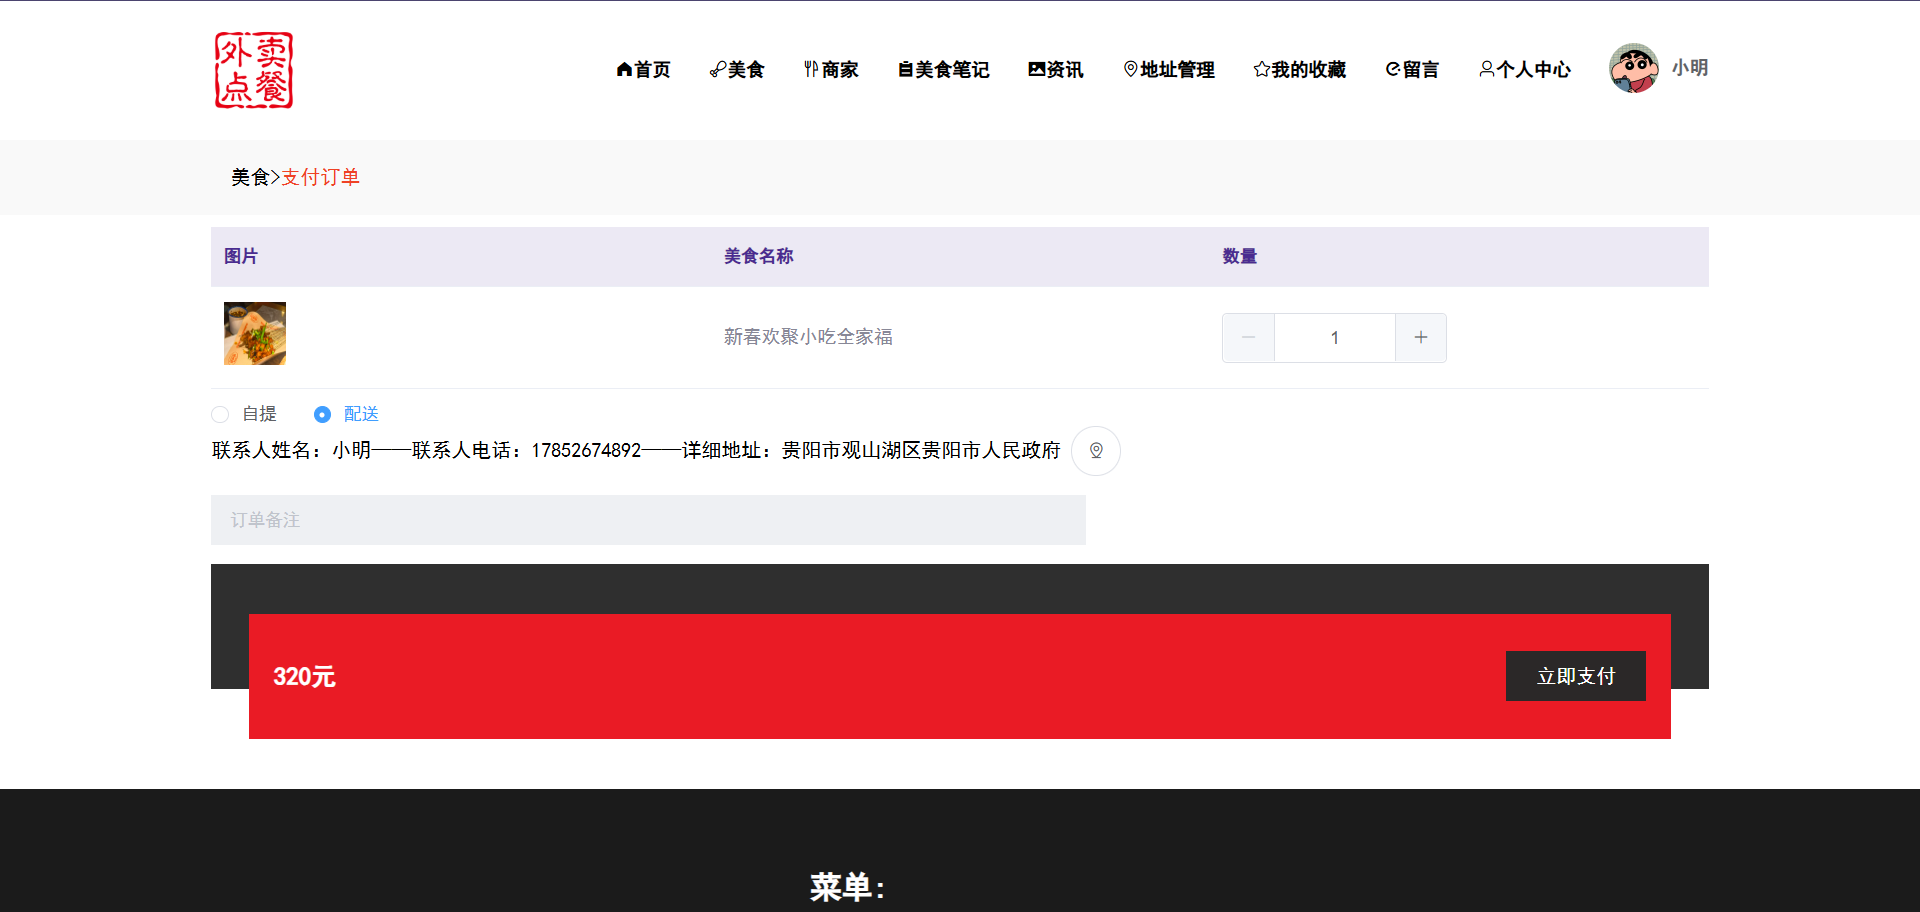 外卖点餐
首页 美食 商家 美食笔记 资讯 地址管理 我的收藏 留言 个人中心 小明
美食>支付订单
图片 美食名称 数量
新春欢聚小吃全家福 1
自提 配送
联系人姓名：小明——联系人电话：17852674892——详细地址：贵阳市观山湖区贵阳市人民政府
订单备注
320元 立即支付
菜单: